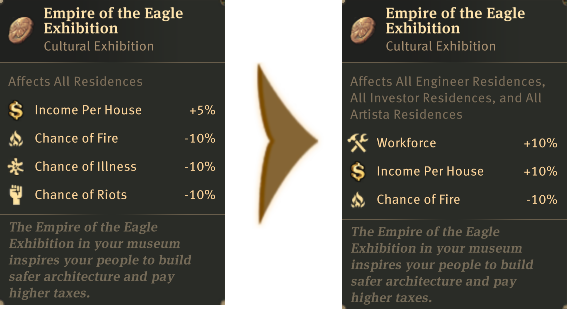 Empire of the Eagle
Exhibition
Cultural Exhibition
Affects All Residences
Income Per House +5%
Chance of Fire -10%
Chance of Illness -10%
Chance of Riots -10%
The Empire of the Eagle
Exhibition in your museum
inspires your people to build
safer architecture and pay
higher taxes.
Empire of the Eagle
Exhibition
Cultural Exhibition
Affects All Engineer Residences,
All Investor Residences, and All
Artista Residences
Workforce +10%
Income Per House +10%
Chance of Fire -10%
The Empire of the Eagle
Exhibition in your museum
inspires your people to build
safer architecture and pay
higher taxes.